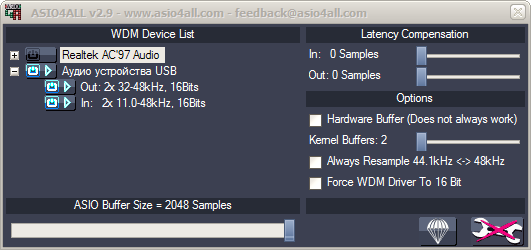 ASIO4ALL v2.9 - www.asio4all.com - feedback@asio4all.com
WDM Device List
Realtek AC'97 Audio
Аудио устройства USB
Out: 2x 32-48kHz, 16Bits
In: 2x 11.0-48kHz, 16Bits
ASIO Buffer Size = 2048 Samples
Latency Compensation
In: 0 Samples
Out: 0 Samples
Options
Hardware Buffer (Does not always work)
Kernel Buffers: 2
Always Resample 44.1kHz <-> 48kHz
Force WDM Driver To 16 Bit